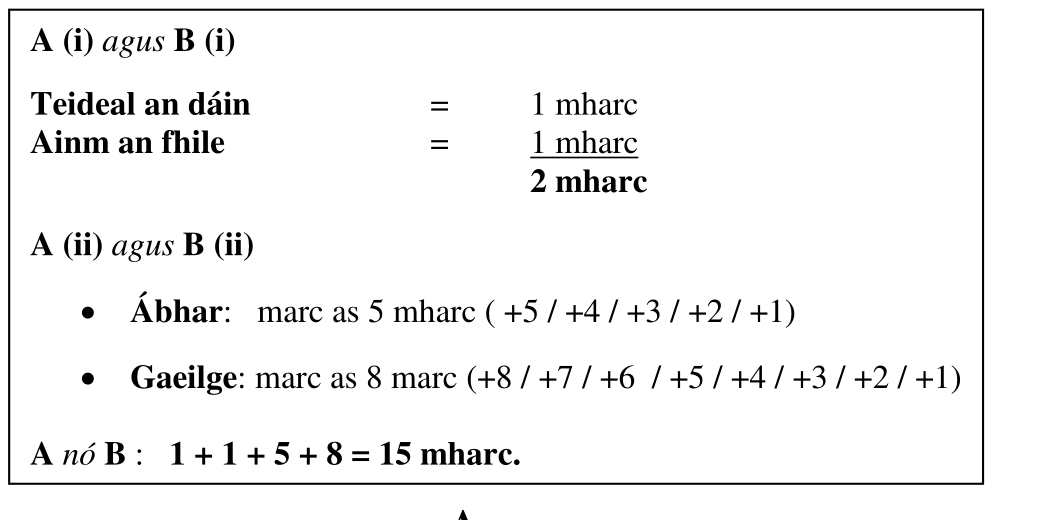 A (i) agus B (i)
Teideal an dáin = 1 mharc
Ainm an fhile = 1 mharc
2 mharc
A (ii) agus B (ii)
• Ábhar: marc as 5 mharc ( +5 / +4 / +3 / +2 / +1)
• Gaeilge: marc as 8 marc (+8 / +7 / +6 / +5 / +4 / +3 / +2 / +1)
A nó B : 1 + 1 + 5 + 8 = 15 mharc.